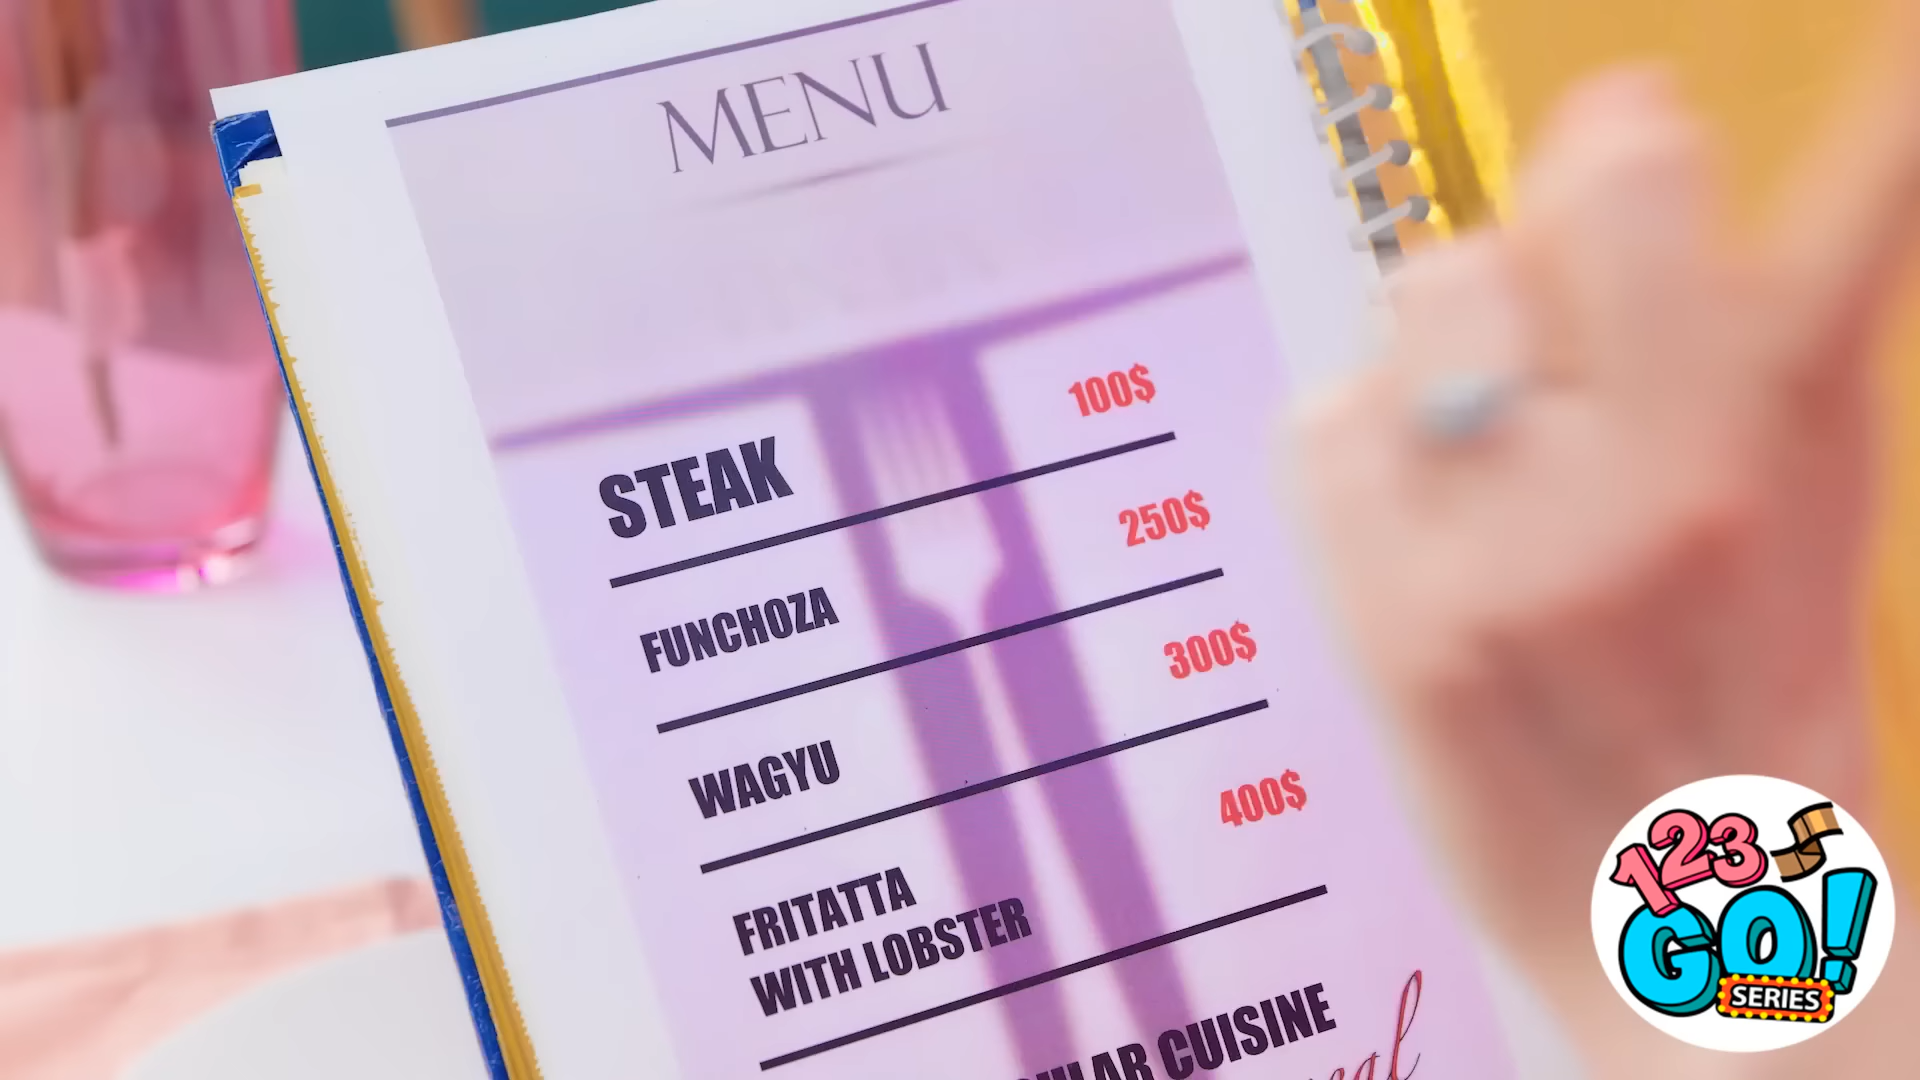 MENU
STEAK 100$
FUNCHOZA 250$
WAGYU 300$
FRITATTA 400$
WITH LOBSTER
CUISINE
123
GO!
SERIES